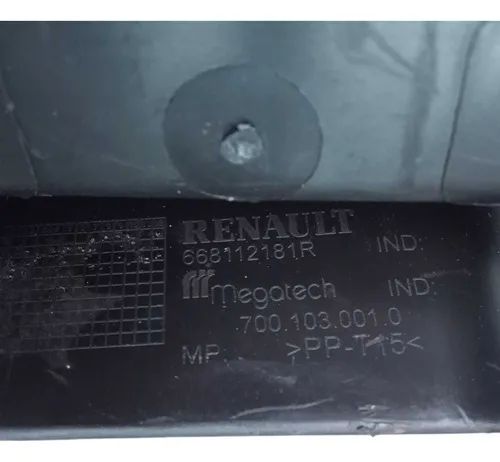 RENAULT
668112181R IND:
megatech IND:
700.103.001.0
MP: >PP-T15<